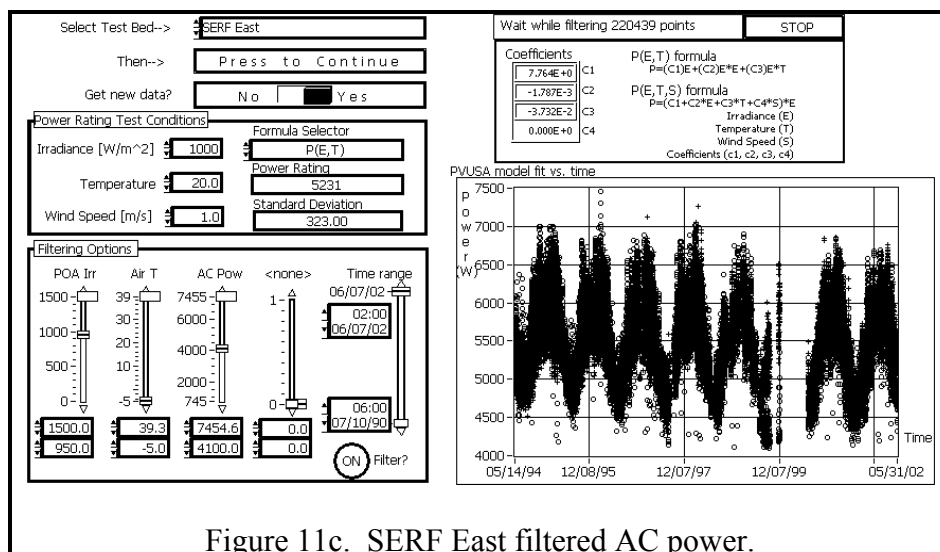 Select Test Bed--> SERF East
Then--> Press to Continue
Get new data? No Yes
Power Rating Test Conditions
Irradiance [W/m^2] 1000
Temperature 20.0
Wind Speed [m/s] 1.0
Formula Selector
P(E,T)
Power Rating
5231
Standard Deviation
323.00
Filtering Options
POA Irr Air T AC Pow <none> Time range
1500 39 7455 1 06/07/02
1000 30 6000 02:00
20 06/07/02
500 10 4000
2000
0 -5 745 0 06:00
07/10/90
1500.0 39.3 7454.6 0.0
950.0 -5.0 4100.0 0.0
ON Filter?
Wait while filtering 220439 points STOP
Coefficients
7.764E+0 C1
-1.787E-3 C2
-3.732E-2 C3
0.000E+0 C4
P(E,T) formula
P=(C1)E+(C2)E*E+(C3)E*T
P(E,T,S) formula
P=(C1+C2*E+C3*T+C4*S)*E
Irradiance (E)
Temperature (T)
Wind Speed (S)
Coefficients (c1, c2, c3, c4)
PVUSA model fit vs. time
Power (W)
7500
7000
6500
6000
5500
5000
4500
4000
Time
05/14/94 12/08/95 12/07/97 12/07/99 05/31/02
Figure 11c. SERF East filtered AC power.